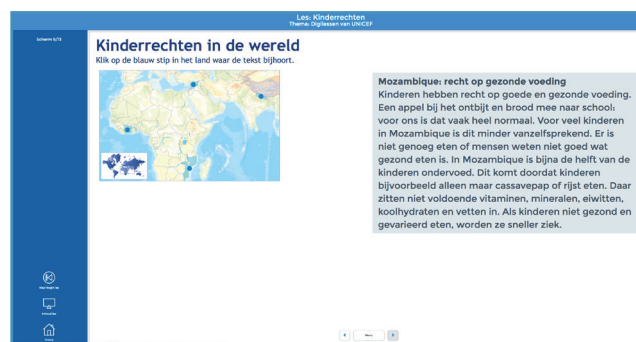 Les: Kinderrechten
Thema: Digilessen van UNICEF
Scherm 6/13
Kinderrechten in de wereld
Klik op de blauw stip in het land waar de tekst bijhoort.
Mozambique: recht op gezonde voeding
Kinderen hebben recht op goede en gezonde voeding.
Een appel bij het ontbijt en brood mee naar school:
voor ons is dat vaak heel normaal. Voor veel kinderen
in Mozambique is dit minder vanzelfsprekend. Er is
niet genoeg eten of mensen weten niet goed wat
gezond eten is. In Mozambique is bijna de helft van de
kinderen ondervoed. Dit komt doordat kinderen
bijvoorbeeld alleen maar cassavepap of rijst eten. Daar
zitten niet voldoende vitaminen, mineralen, eiwitten,
koolhydraten en vetten in. Als kinderen niet gezond en
gevarieerd eten, worden ze sneller ziek.
Menu